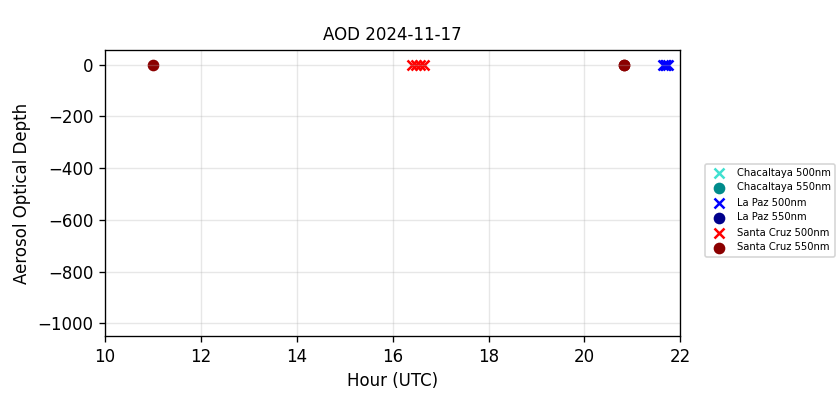 AOD 2024-11-17
Aerosol Optical Depth
0
−200
−400
−600
−800
−1000
10 12 14 16 18 20 22
Hour (UTC)
Chacaltaya 500nm
Chacaltaya 550nm
La Paz 500nm
La Paz 550nm
Santa Cruz 500nm
Santa Cruz 550nm